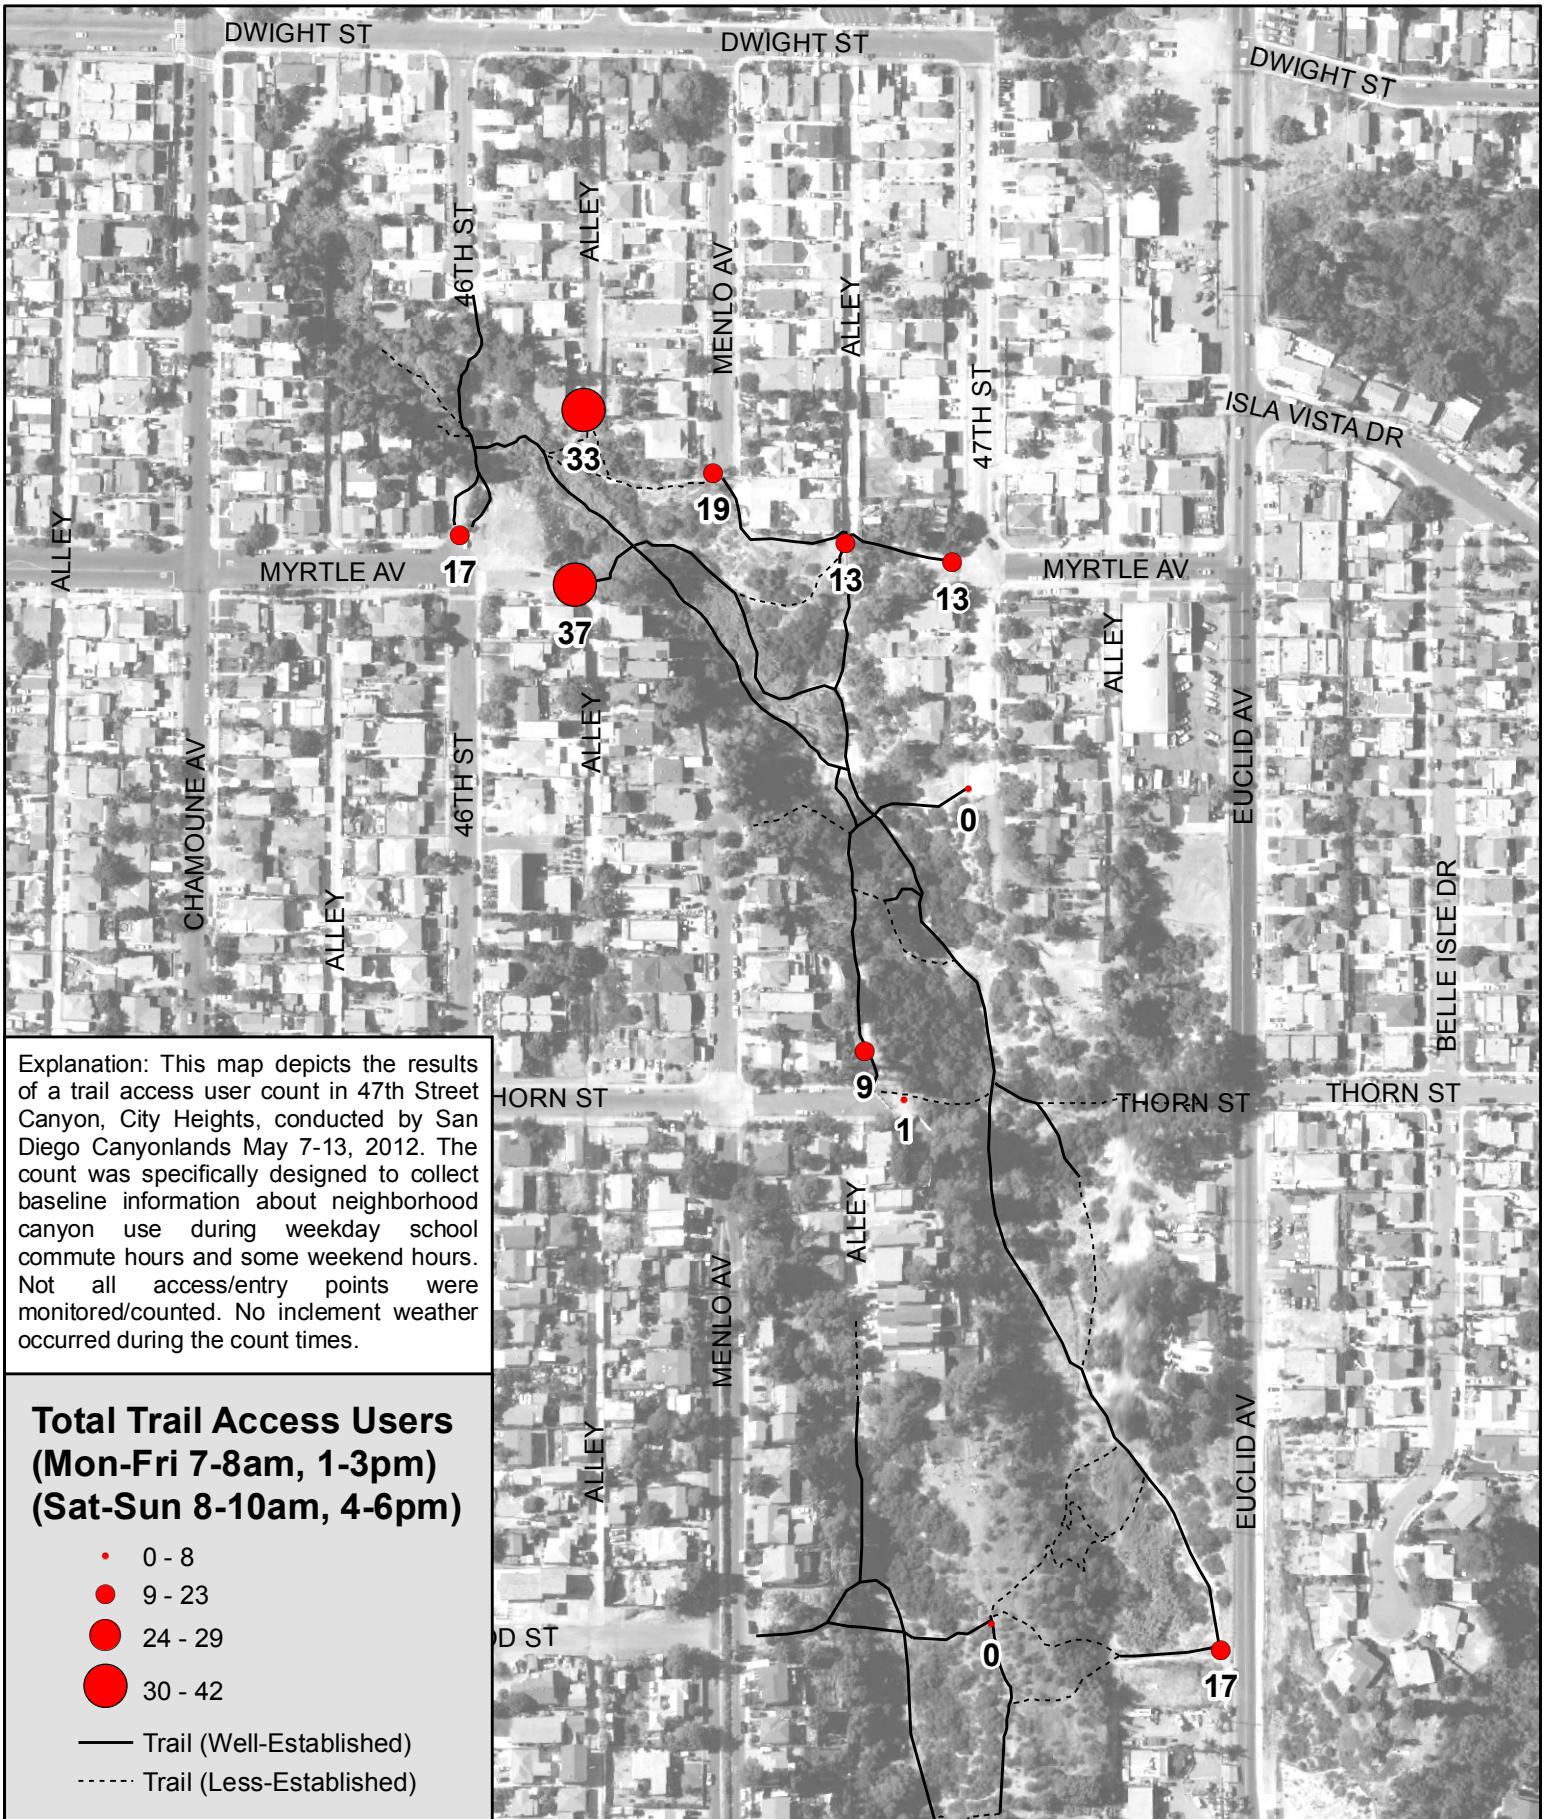 DWIGHT ST
DWIGHT ST
DWIGHT ST
46TH ST
ALLEY
MENLO AV
ALLEY
47TH ST
ISLA VISTA DR
33
19
ALLEY
MYRTLE AV
17
13
13
MYRTLE AV
37
ALLEY
ALLEY
EUCLID AV
CHAMOUNE AV
46TH ST
0
ALLEY
BELLE ISLE DR
HORN ST
9
1
THORN ST
THORN ST
ALLEY
MENLO AV
ALLEY
EUCLID AV
OD ST
0
17
Explanation: This map depicts the results
of a trail access user count in 47th Street
Canyon, City Heights, conducted by San
Diego Canyonlands May 7-13, 2012. The
count was specifically designed to collect
baseline information about neighborhood
canyon use during weekday school
commute hours and some weekend hours.
Not all access/entry points were
monitored/counted. No inclement weather
occurred during the count times.
Total Trail Access Users
(Mon-Fri 7-8am, 1-3pm)
(Sat-Sun 8-10am, 4-6pm)
0 - 8
9 - 23
24 - 29
30 - 42
Trail (Well-Established)
Trail (Less-Established)